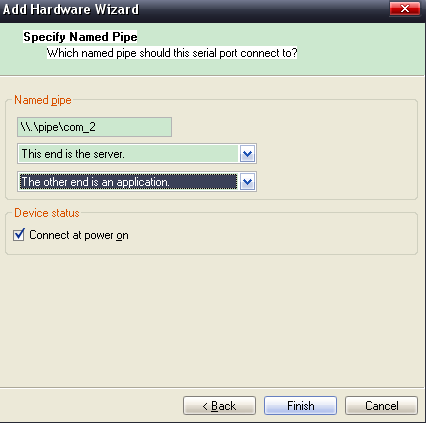 Add Hardware Wizard
Specify Named Pipe
Which named pipe should this serial port connect to?
Named pipe
\\.\pipe\com_2
This end is the server.
The other end is an application.
Device status
Connect at power on
< Back Finish Cancel